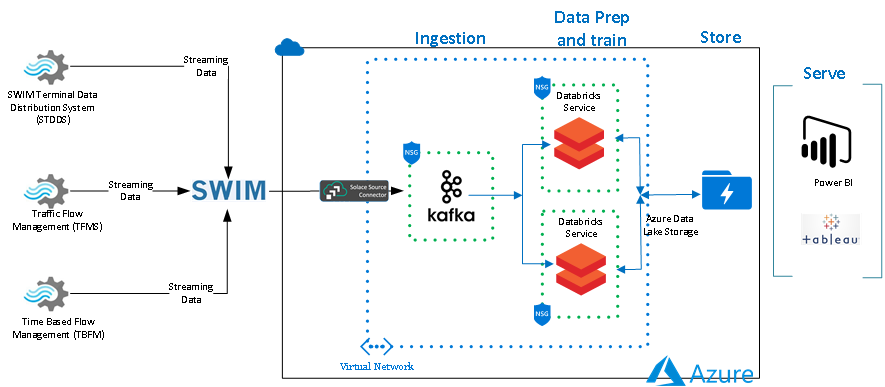 Data Prep
and train
Ingestion
Store
Serve
Streaming
Data
SWIM Terminal Data
Distribution System
(STDDS)
NSG
Databricks
Service
NSG
Power BI
Streaming
Data
SWIM
Solace Source
Connector
kafka
Traffic Flow
Management (TFMS)
Databricks
Service
Azure Data
Lake Storage
+ableau
Streaming
Data
Time Based Flow
Management (TBFM)
NSG
Virtual Network
Azure